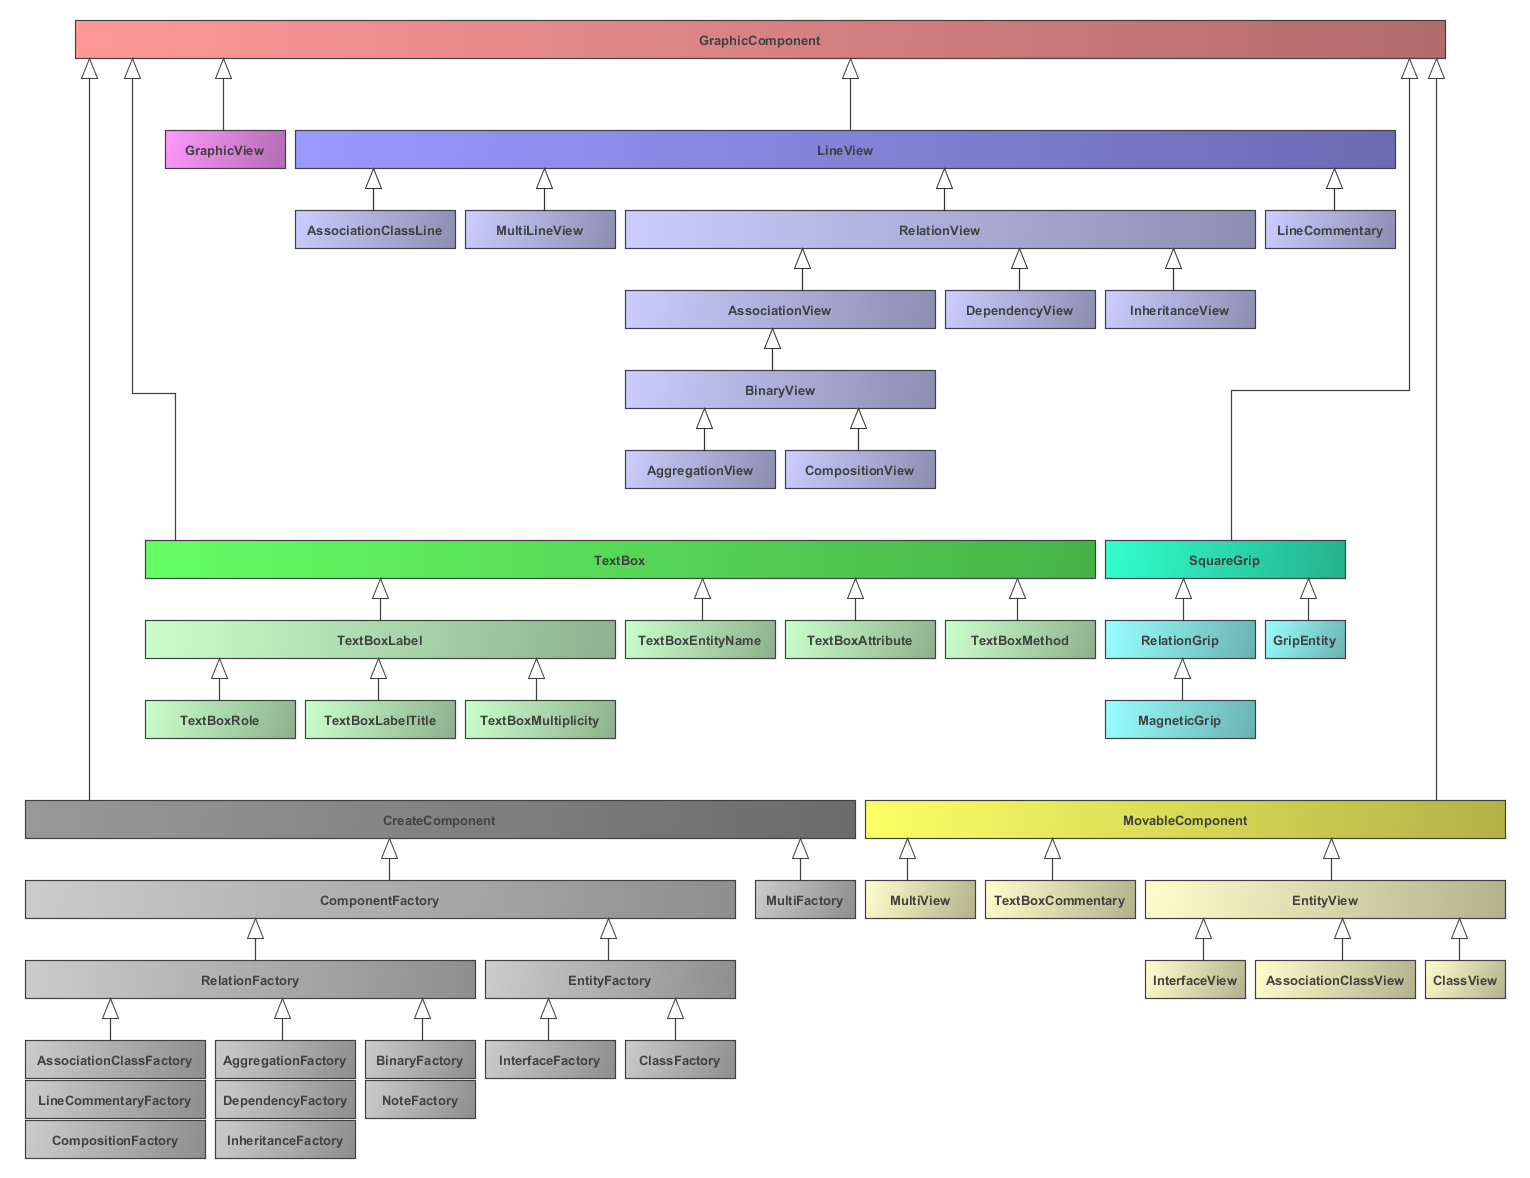 GraphicComponent
GraphicView
LineView
AssociationClassLine
MultiLineView
RelationView
LineCommentary
AssociationView
DependencyView
InheritanceView
BinaryView
AggregationView
CompositionView
TextBox
SquareGrip
TextBoxLabel
TextBoxEntityName
TextBoxAttribute
TextBoxMethod
RelationGrip
GripEntity
TextBoxRole
TextBoxLabelTitle
TextBoxMultiplicity
MagneticGrip
CreateComponent
MovableComponent
ComponentFactory
MultiFactory
MultiView
TextBoxCommentary
EntityView
RelationFactory
EntityFactory
InterfaceView
AssociationClassView
ClassView
AssociationClassFactory
AggregationFactory
BinaryFactory
InterfaceFactory
ClassFactory
LineCommentaryFactory
DependencyFactory
NoteFactory
CompositionFactory
InheritanceFactory